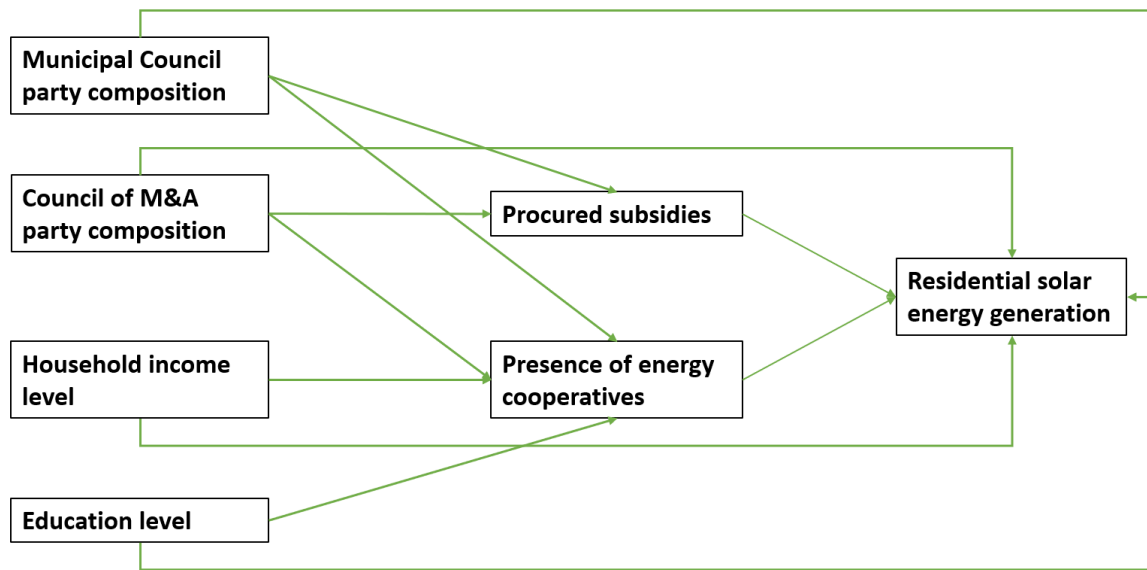 Municipal Council
party composition
Council of M&A
party composition
Procured subsidies
Residential solar
energy generation
Household income
level
Presence of energy
cooperatives
Education level